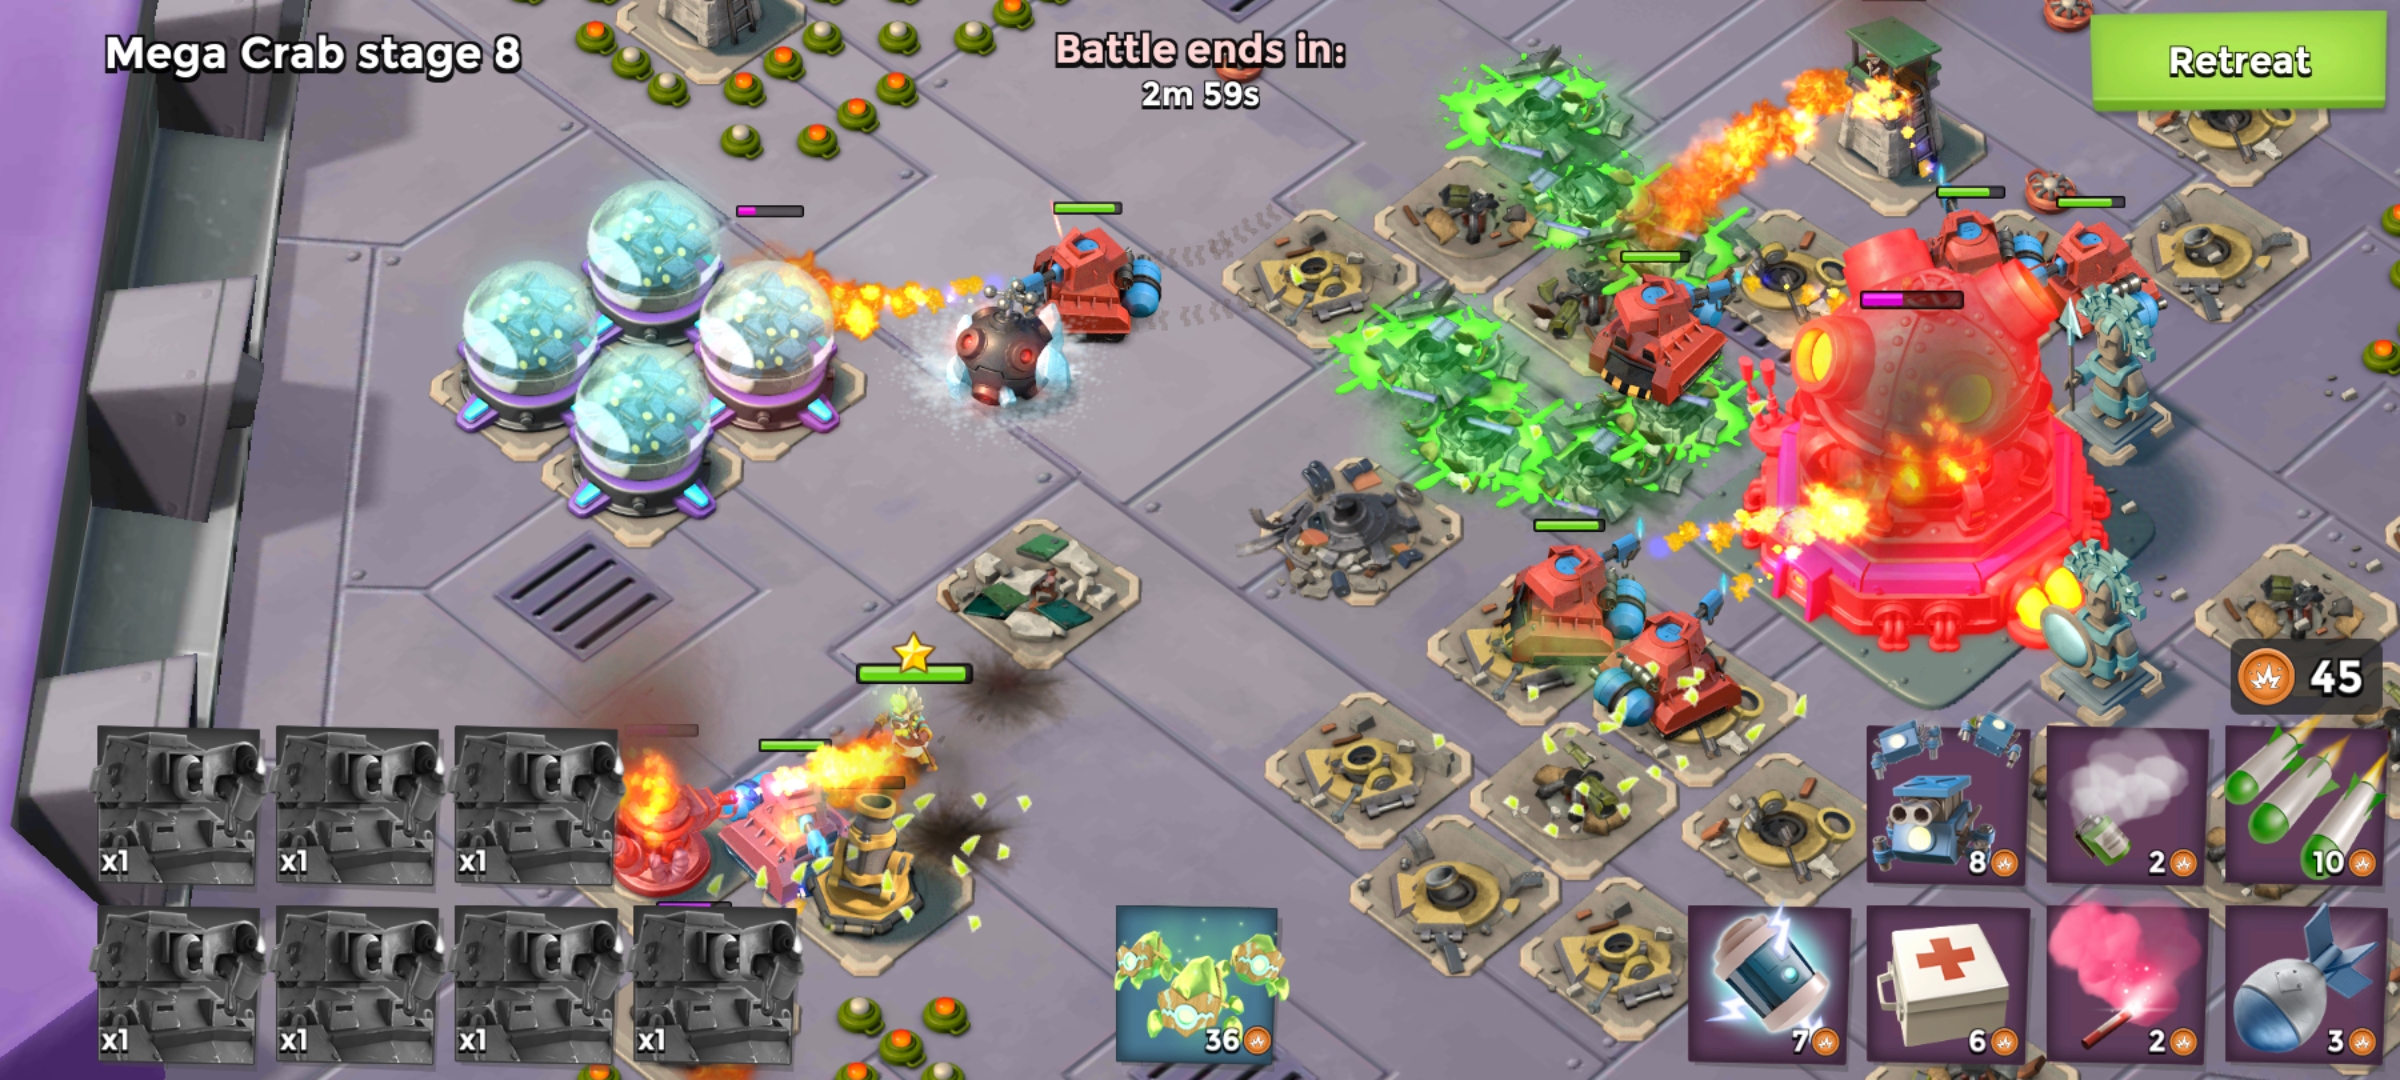 Mega Crab stage 8
Battle ends in:
2m 59s
Retreat
45
x1
x1
x1
8
2
10
x1
x1
x1
x1
36
7
6
2
3